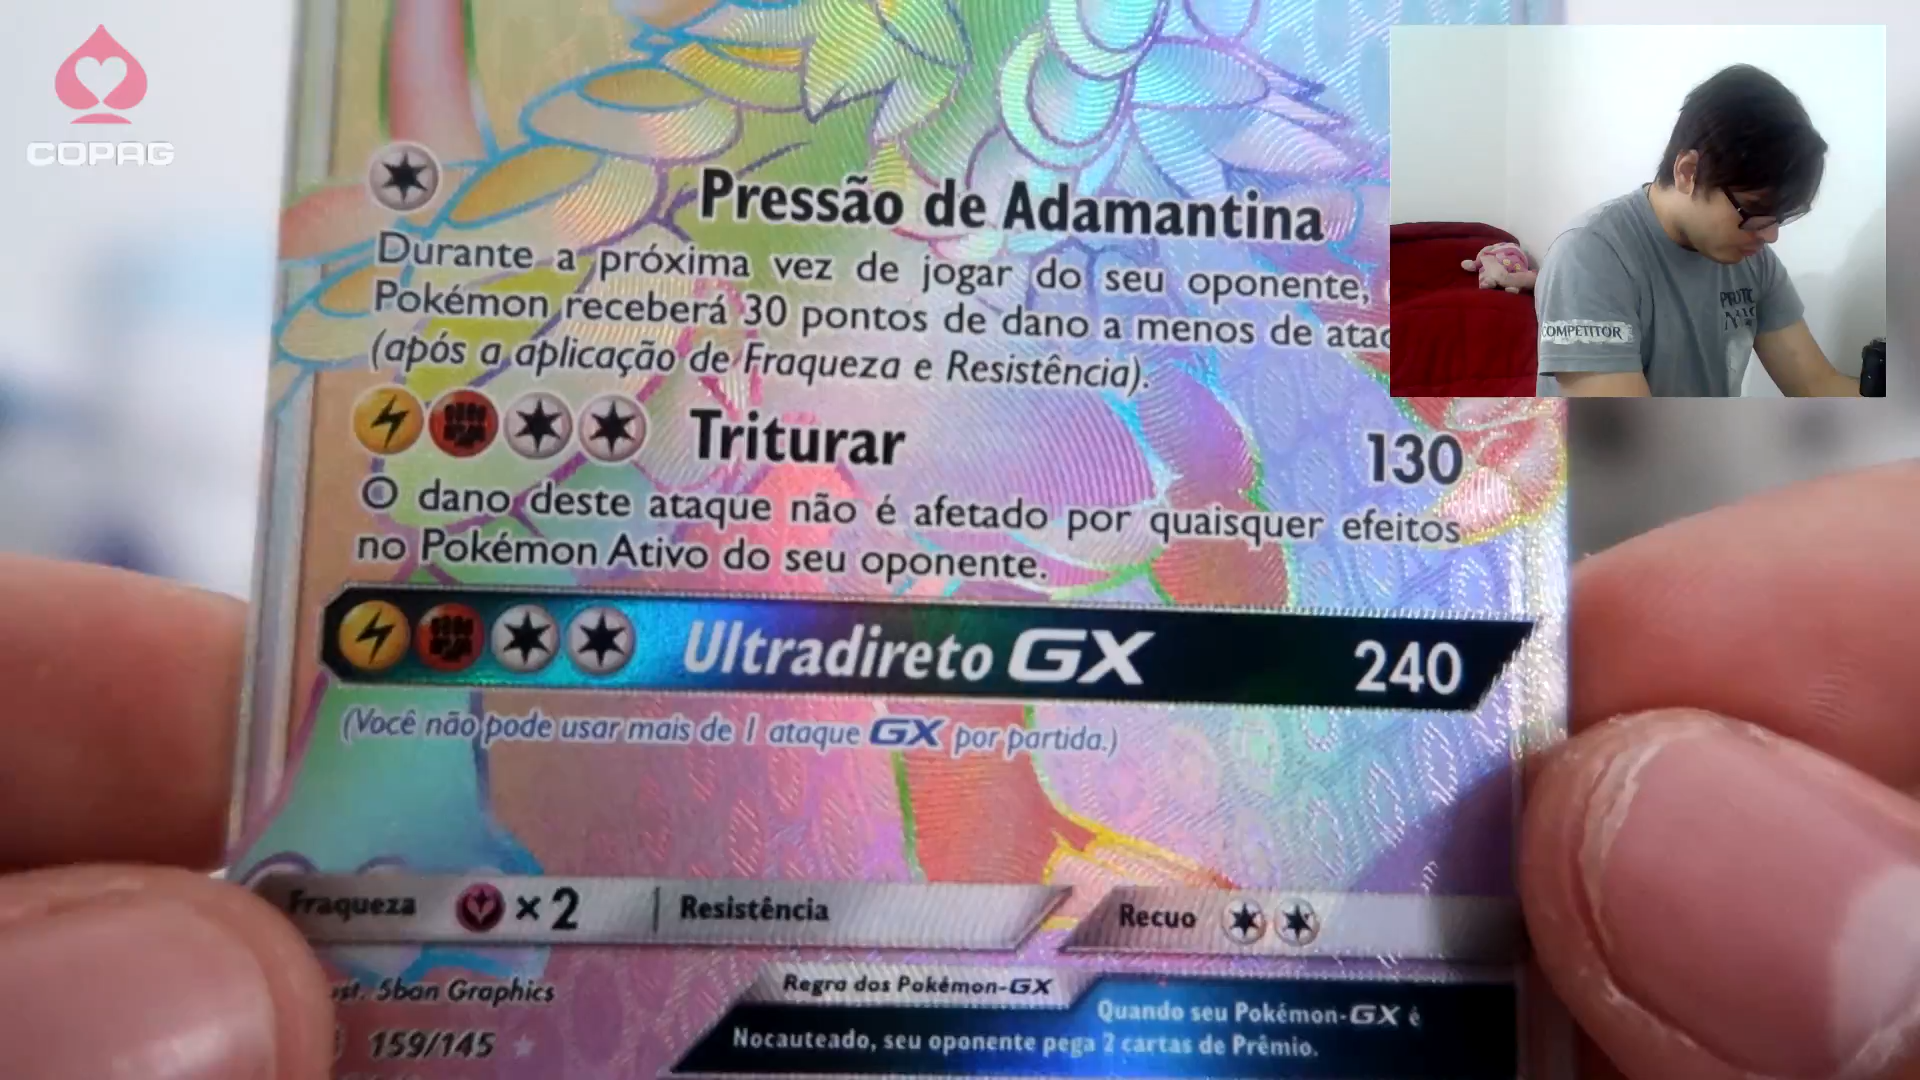 COPAG
Pressão de Adamantina
Durante a próxima vez de jogar do seu oponente,
Pokémon receberá 30 pontos de dano a menos de
(após a aplicação de Fraqueza e Resistência).
Triturar 130
O dano deste ataque não é afetado por quaisquer efeitos
no Pokémon Ativo do seu oponente.
Ultradireto GX 240
(Você não pode usar mais de 1 ataque GX por partida.)
Fraqueza ×2 Resistência Recuo
5ban Graphics
159/145
Regra dos Pokémon-GX
Quando seu Pokémon-GX é
Nocauteado, seu oponente pega 2 cartas de Prêmio.
COMPETITOR